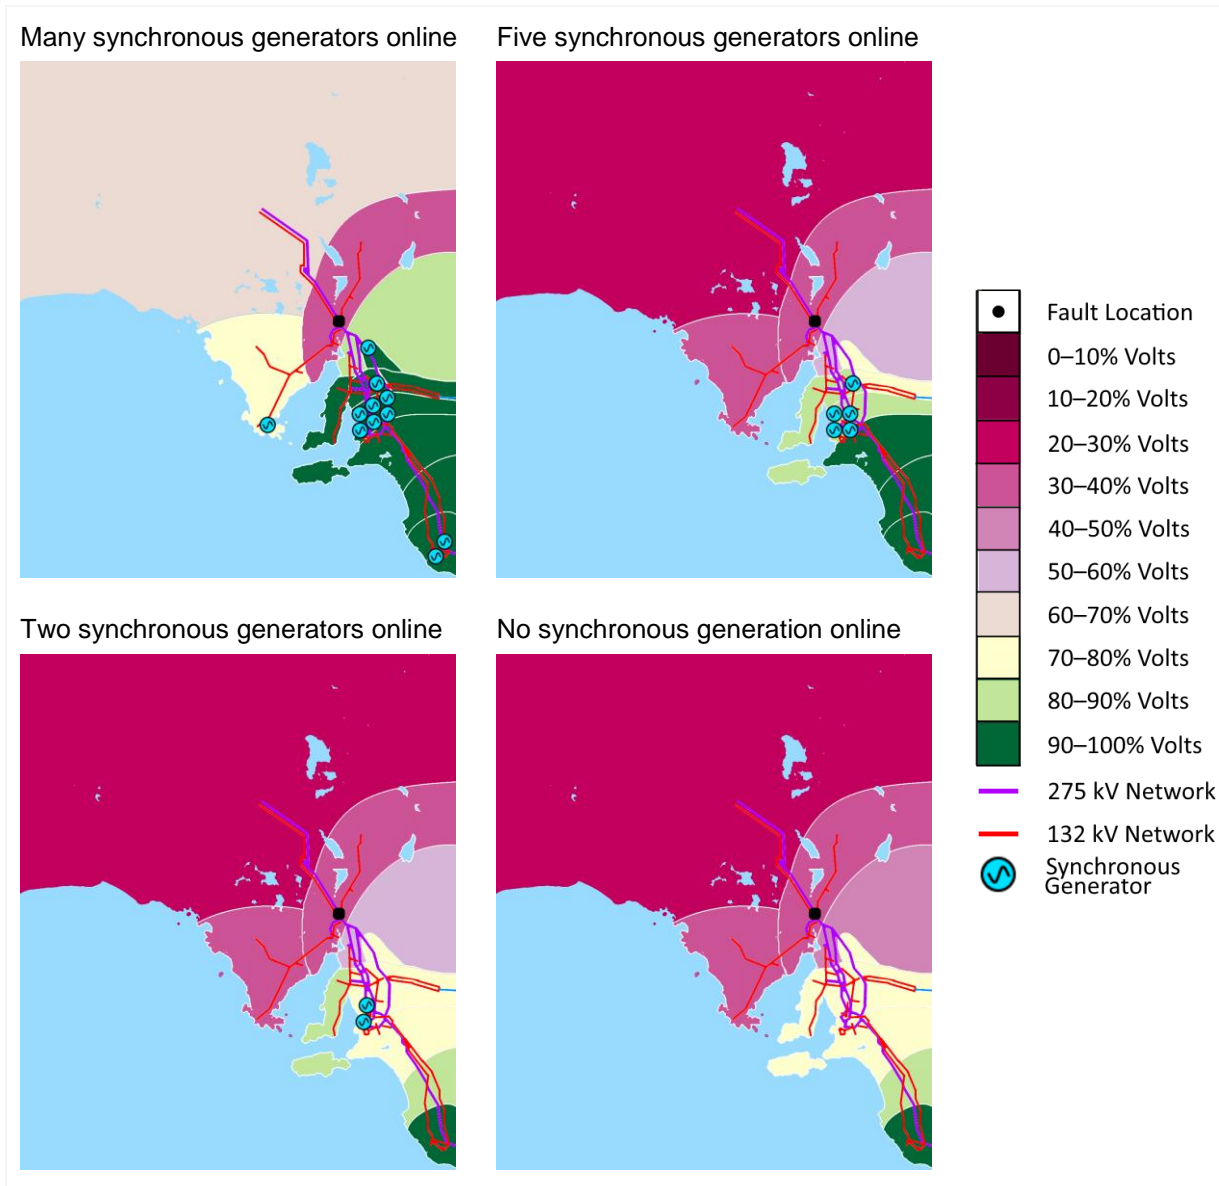 Many synchronous generators online
Five synchronous generators online
Fault Location
0–10% Volts
10–20% Volts
20–30% Volts
30–40% Volts
40–50% Volts
50–60% Volts
60–70% Volts
70–80% Volts
80–90% Volts
90–100% Volts
275 kV Network
132 kV Network
Synchronous
Generator
Two synchronous generators online
No synchronous generation online